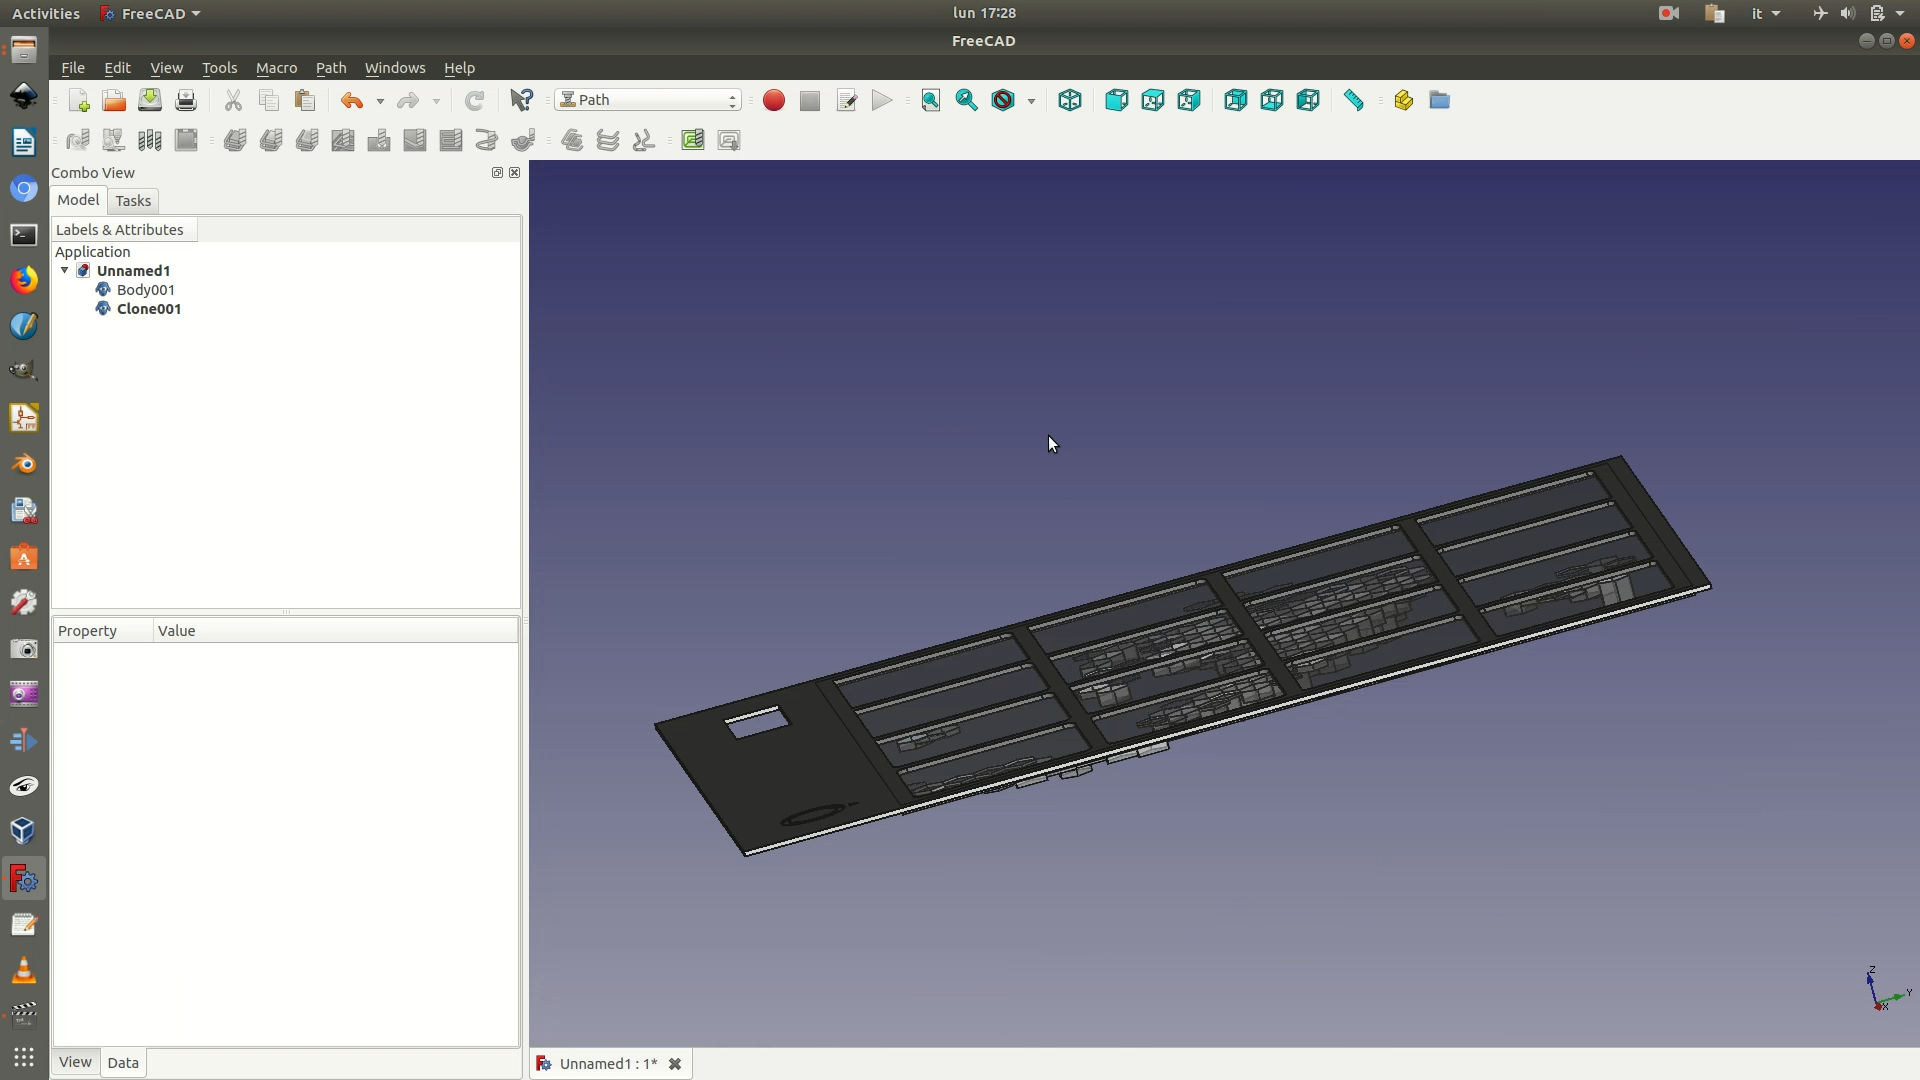 Activities FreeCAD lun 17:28 it
FreeCAD
File Edit View Tools Macro Path Windows Help
Path
Combo View
Model Tasks
Labels & Attributes
Application
Unnamed1
Body001
Clone001
Property Value
View Data
Unnamed1 : 1*
Z
Y
X